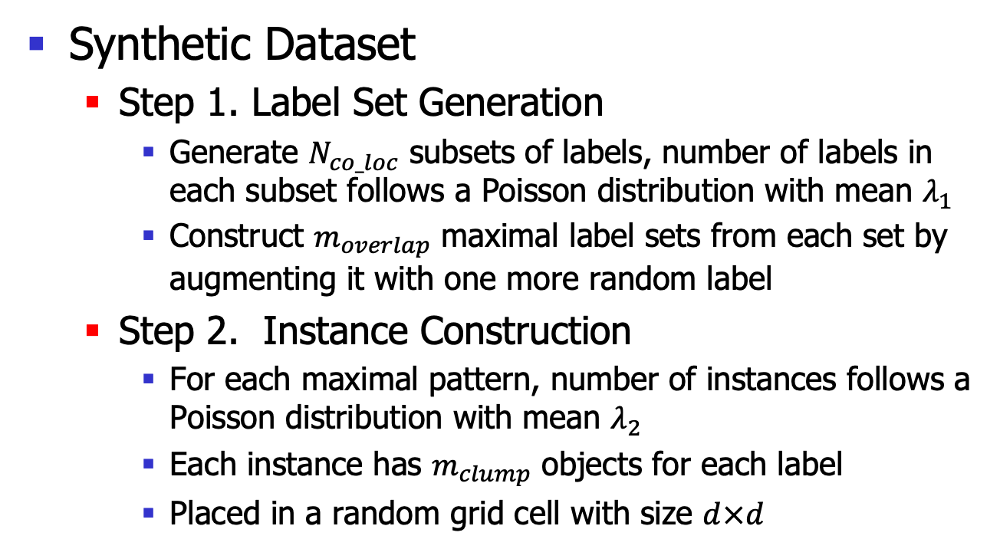 ▪ Synthetic Dataset
▪ Step 1. Label Set Generation
▪ Generate $N_{co\_loc}$ subsets of labels, number of labels in
each subset follows a Poisson distribution with mean $\lambda_1$
▪ Construct $m_{overlap}$ maximal label sets from each set by
augmenting it with one more random label
▪ Step 2. Instance Construction
▪ For each maximal pattern, number of instances follows a
Poisson distribution with mean $\lambda_2$
▪ Each instance has $m_{clump}$ objects for each label
▪ Placed in a random grid cell with size $d \times d$